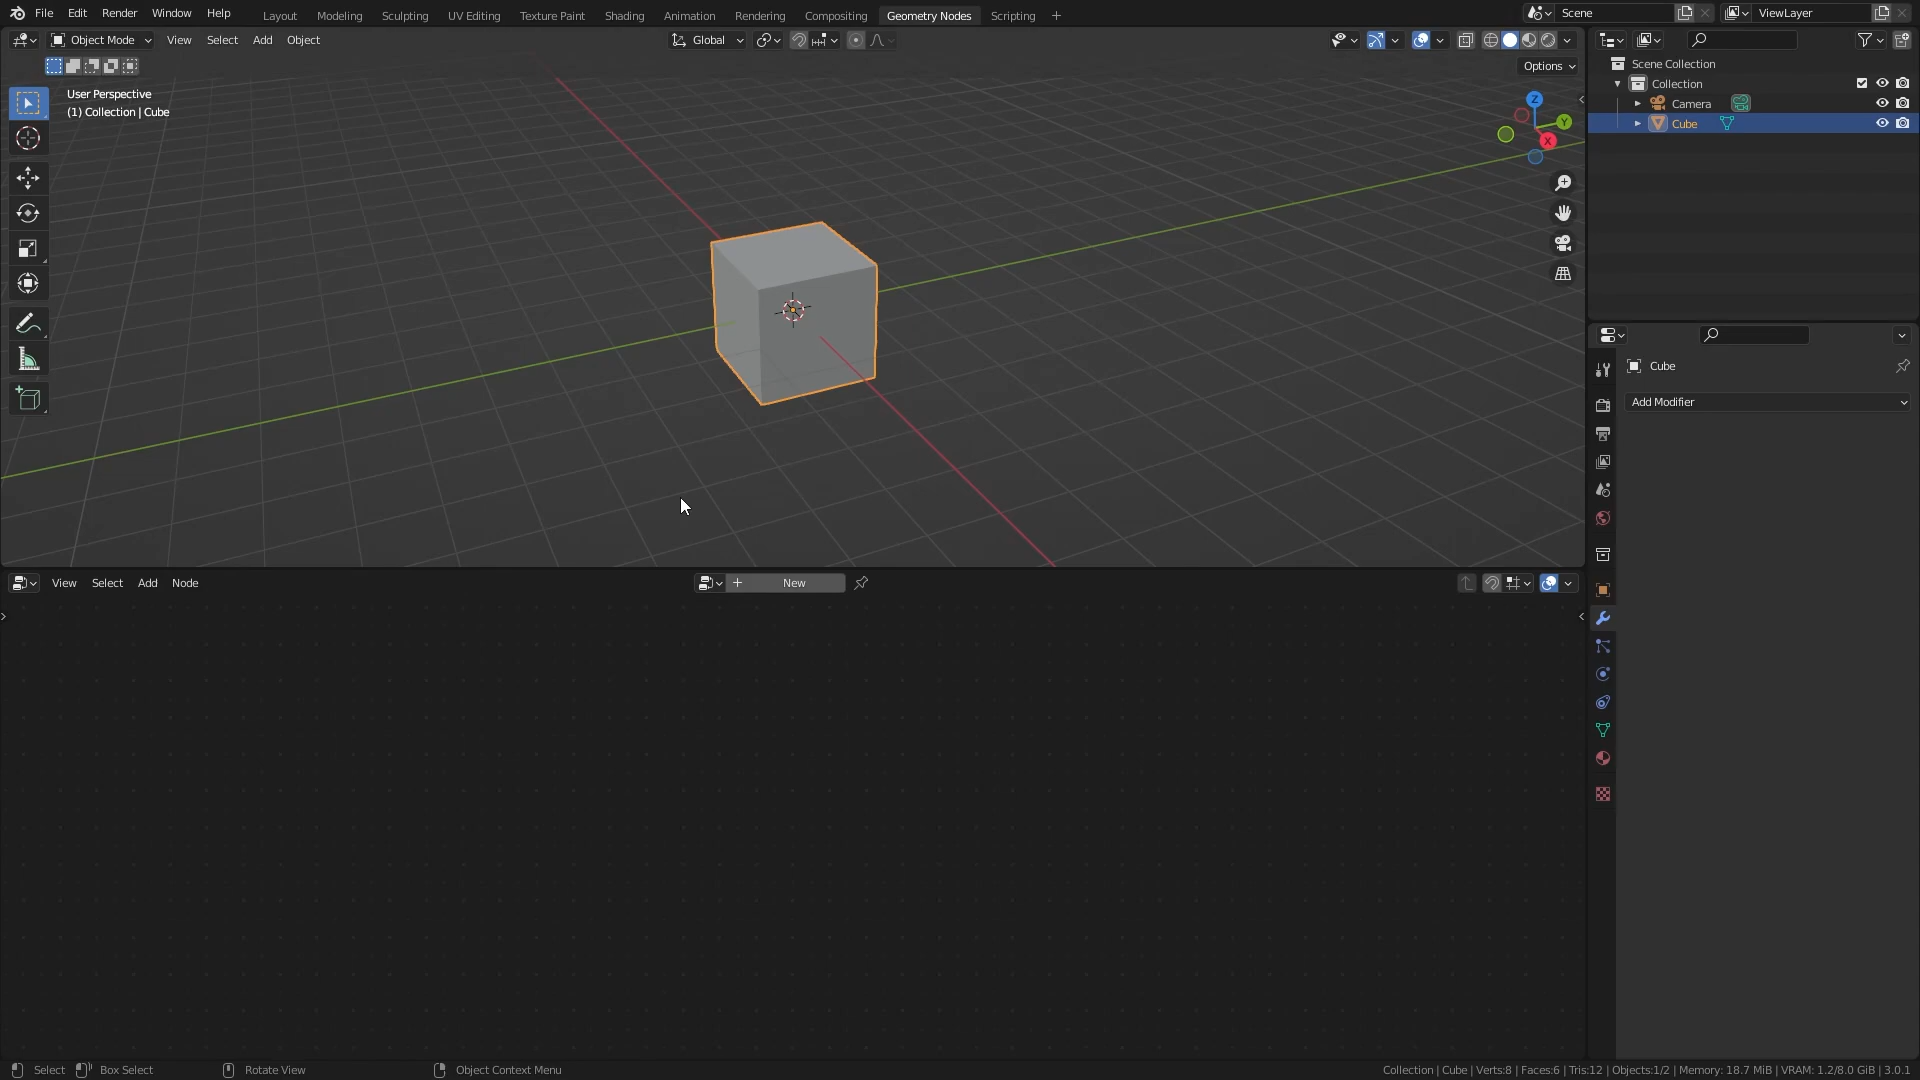 File Edit Render Window Help
Layout Modeling Sculpting UV Editing Texture Paint Shading Animation Rendering Compositing Geometry Nodes Scripting +
Scene
ViewLayer
Object Mode View Select Add Object
Global
Options
User Perspective
(1) Collection | Cube
Z
Y
X
Scene Collection
Collection
Camera
Cube
Cube
Add Modifier
View Select Add Node
+ New
Select Box Select Rotate View Object Context Menu
Collection | Cube | Verts:8 | Faces:6 | Tris:12 | Objects:1/2 | Memory: 18.7 MiB | VRAM: 1.2/8.0 GiB | 3.0.1